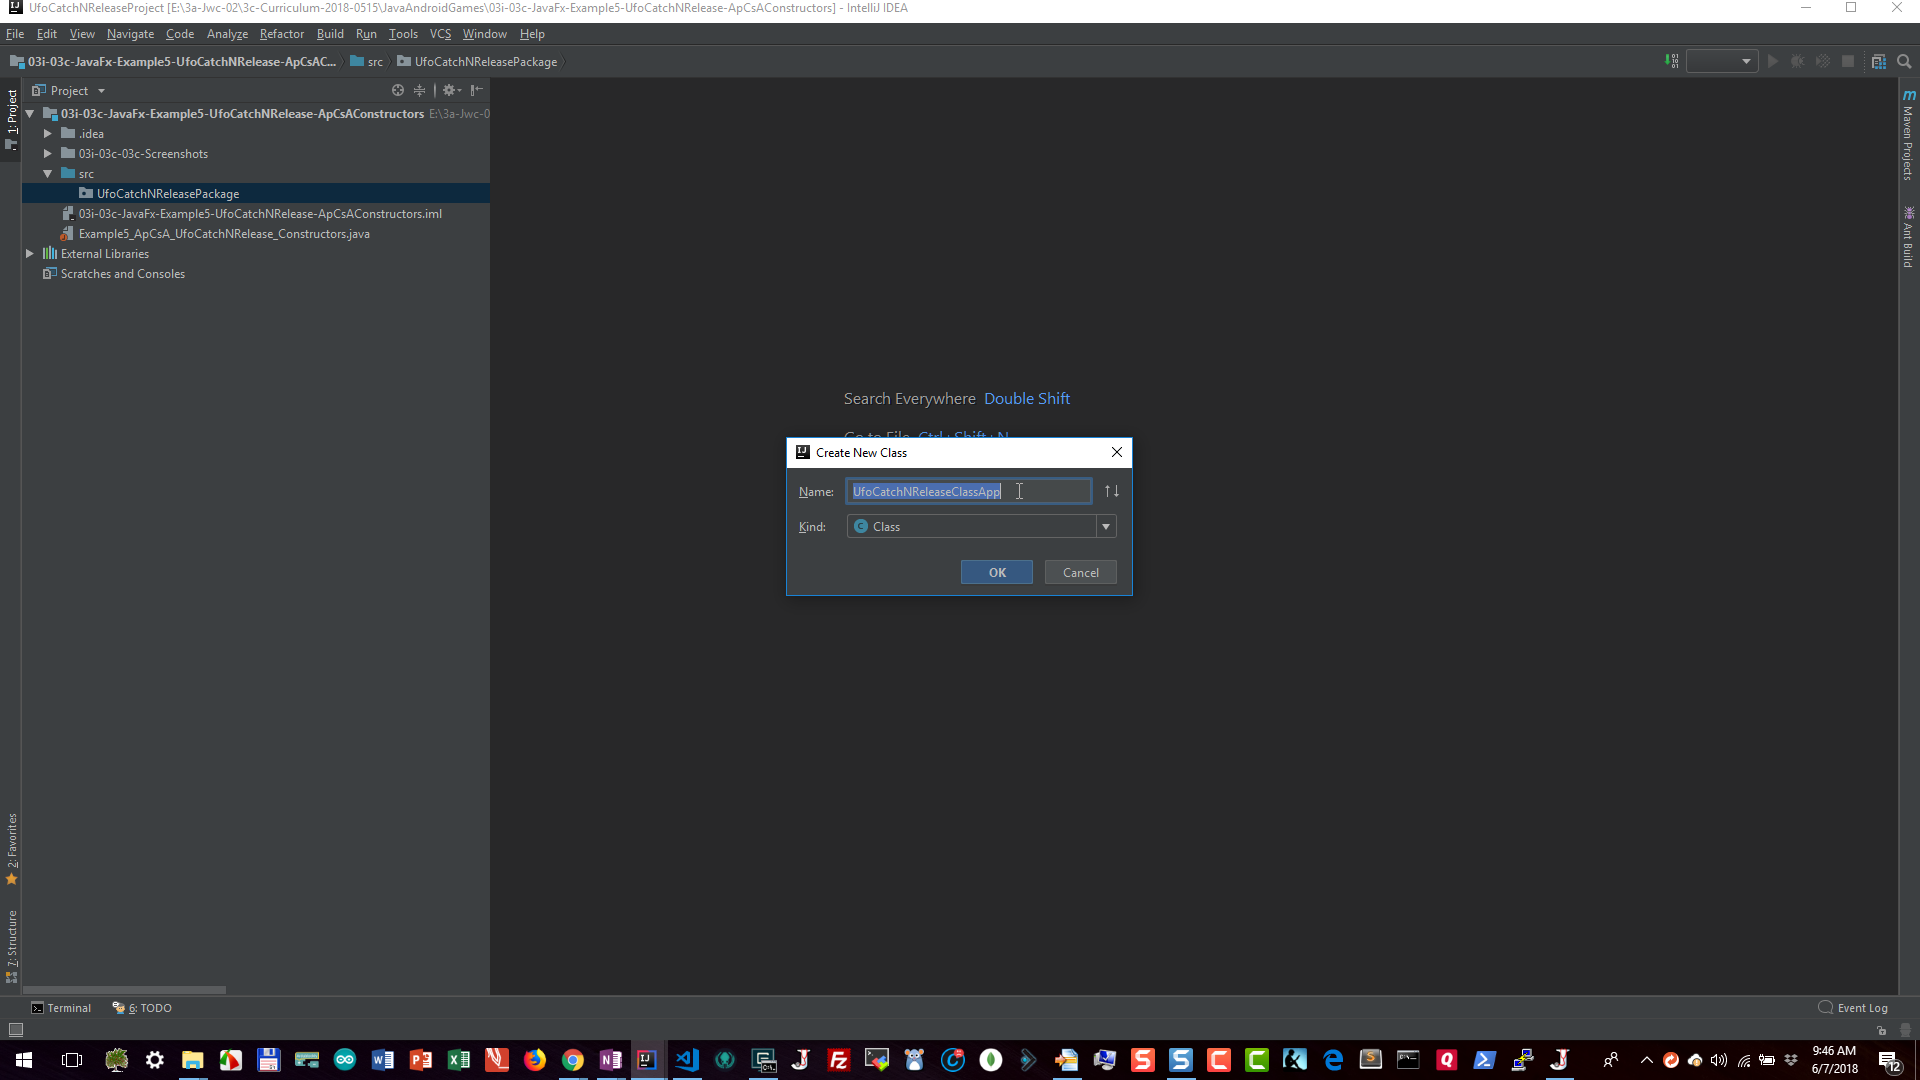 UfoCatchNReleaseProject [E:\3a-Jwc-02\3c-Curriculum-2018-0515\JavaAndroidGames\03i-03c-JavaFx-Example5-UfoCatchNRelease-ApCsAConstructors] - IntelliJ IDEA
File Edit View Navigate Code Analyze Refactor Build Run Tools VCS Window Help
03i-03c-JavaFx-Example5-UfoCatchNRelease-ApCsAC... src UfoCatchNReleasePackage
Project
1: Project
03i-03c-JavaFx-Example5-UfoCatchNRelease-ApCsAConstructors E:\3a-Jwc-0
.idea
03i-03c-03c-Screenshots
src
UfoCatchNReleasePackage
03i-03c-JavaFx-Example5-UfoCatchNRelease-ApCsAConstructors.iml
Example5_ApCsA_UfoCatchNRelease_Constructors.java
External Libraries
Scratches and Consoles
Maven Projects
Ant Build
Search Everywhere Double Shift
Go to File Ctrl+Shift+N
Create New Class
Name: UfoCatchNReleaseClassApp
Kind: Class
OK Cancel
2: Favorites
7: Structure
Terminal 6: TODO
Event Log
9:46 AM
6/7/2018
12